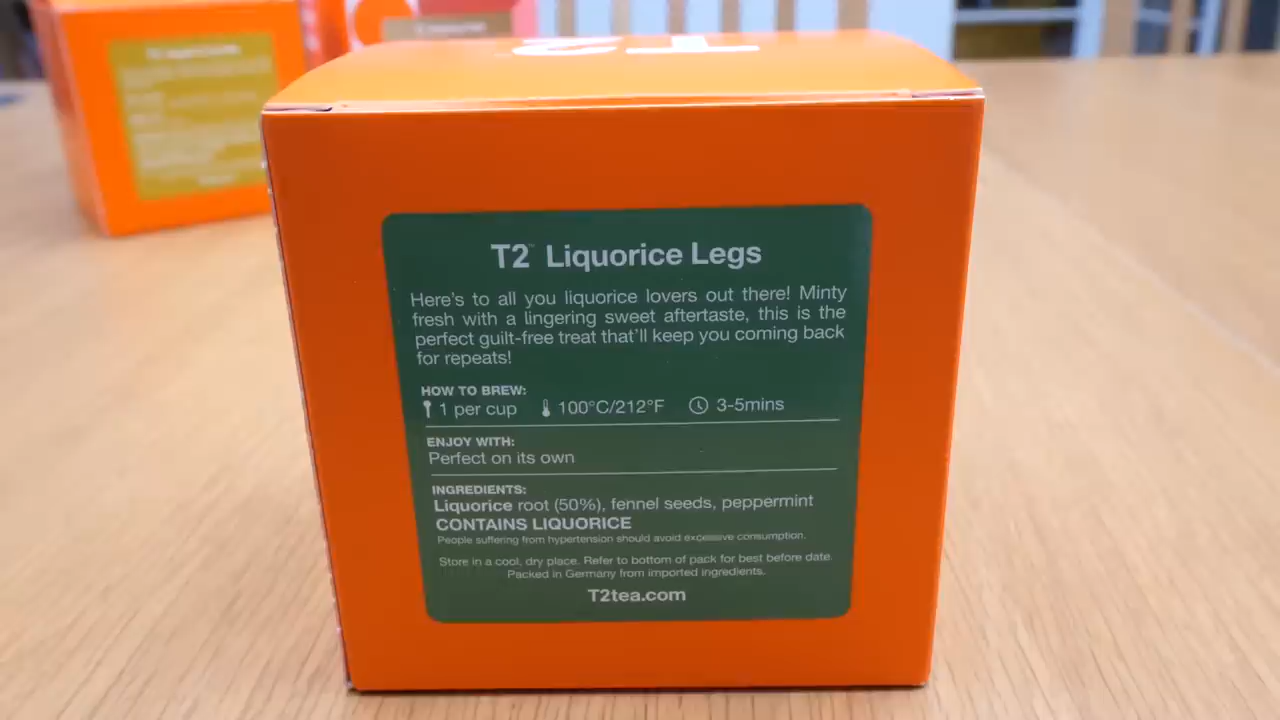 T2
T2™ Liquorice Legs
Here's to all you liquorice lovers out there! Minty
fresh with a lingering sweet aftertaste, this is the
perfect guilt-free treat that'll keep you coming back
for repeats!
HOW TO BREW:
1 per cup 100°C/212°F 3-5mins
ENJOY WITH:
Perfect on its own
INGREDIENTS:
Liquorice root (50%), fennel seeds, peppermint
CONTAINS LIQUORICE
People suffering from hypertension should avoid excessive consumption.
Store in a cool, dry place. Refer to bottom of pack for best before date.
Packed in Germany from imported ingredients.
T2tea.com